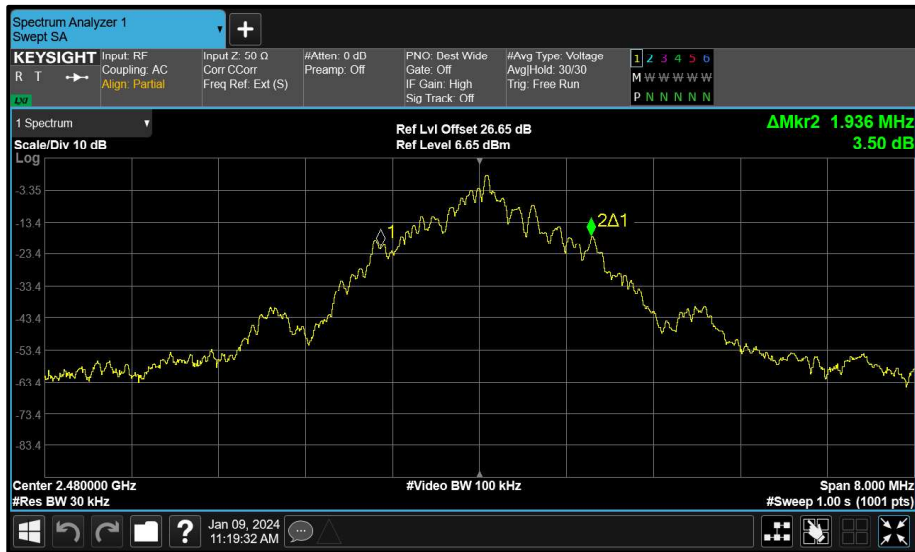 Spectrum Analyzer 1
Swept SA
+
KEYSIGHT
R T
LXI
Input: RF
Coupling: AC
Align: Partial
Input Z: 50 Ω
Corr CCorr
Freq Ref: Ext (S)
#Atten: 0 dB
Preamp: Off
PNO: Best Wide
Gate: Off
IF Gain: High
Sig Track: Off
#Avg Type: Voltage
Avg|Hold: 30/30
Trig: Free Run
1 2 3 4 5 6
M W W W W W
P N N N N N
1 Spectrum
Scale/Div 10 dB
Log
Ref Lvl Offset 26.65 dB
Ref Level 6.65 dBm
ΔMkr2 1.936 MHz
3.50 dB
-3.35
-13.4
-23.4
-33.4
-43.4
-53.4
-63.4
-73.4
-83.4
1
2Δ1
Center 2.480000 GHz
#Res BW 30 kHz
#Video BW 100 kHz
Span 8.000 MHz
#Sweep 1.00 s (1001 pts)
?
Jan 09, 2024
11:19:32 AM